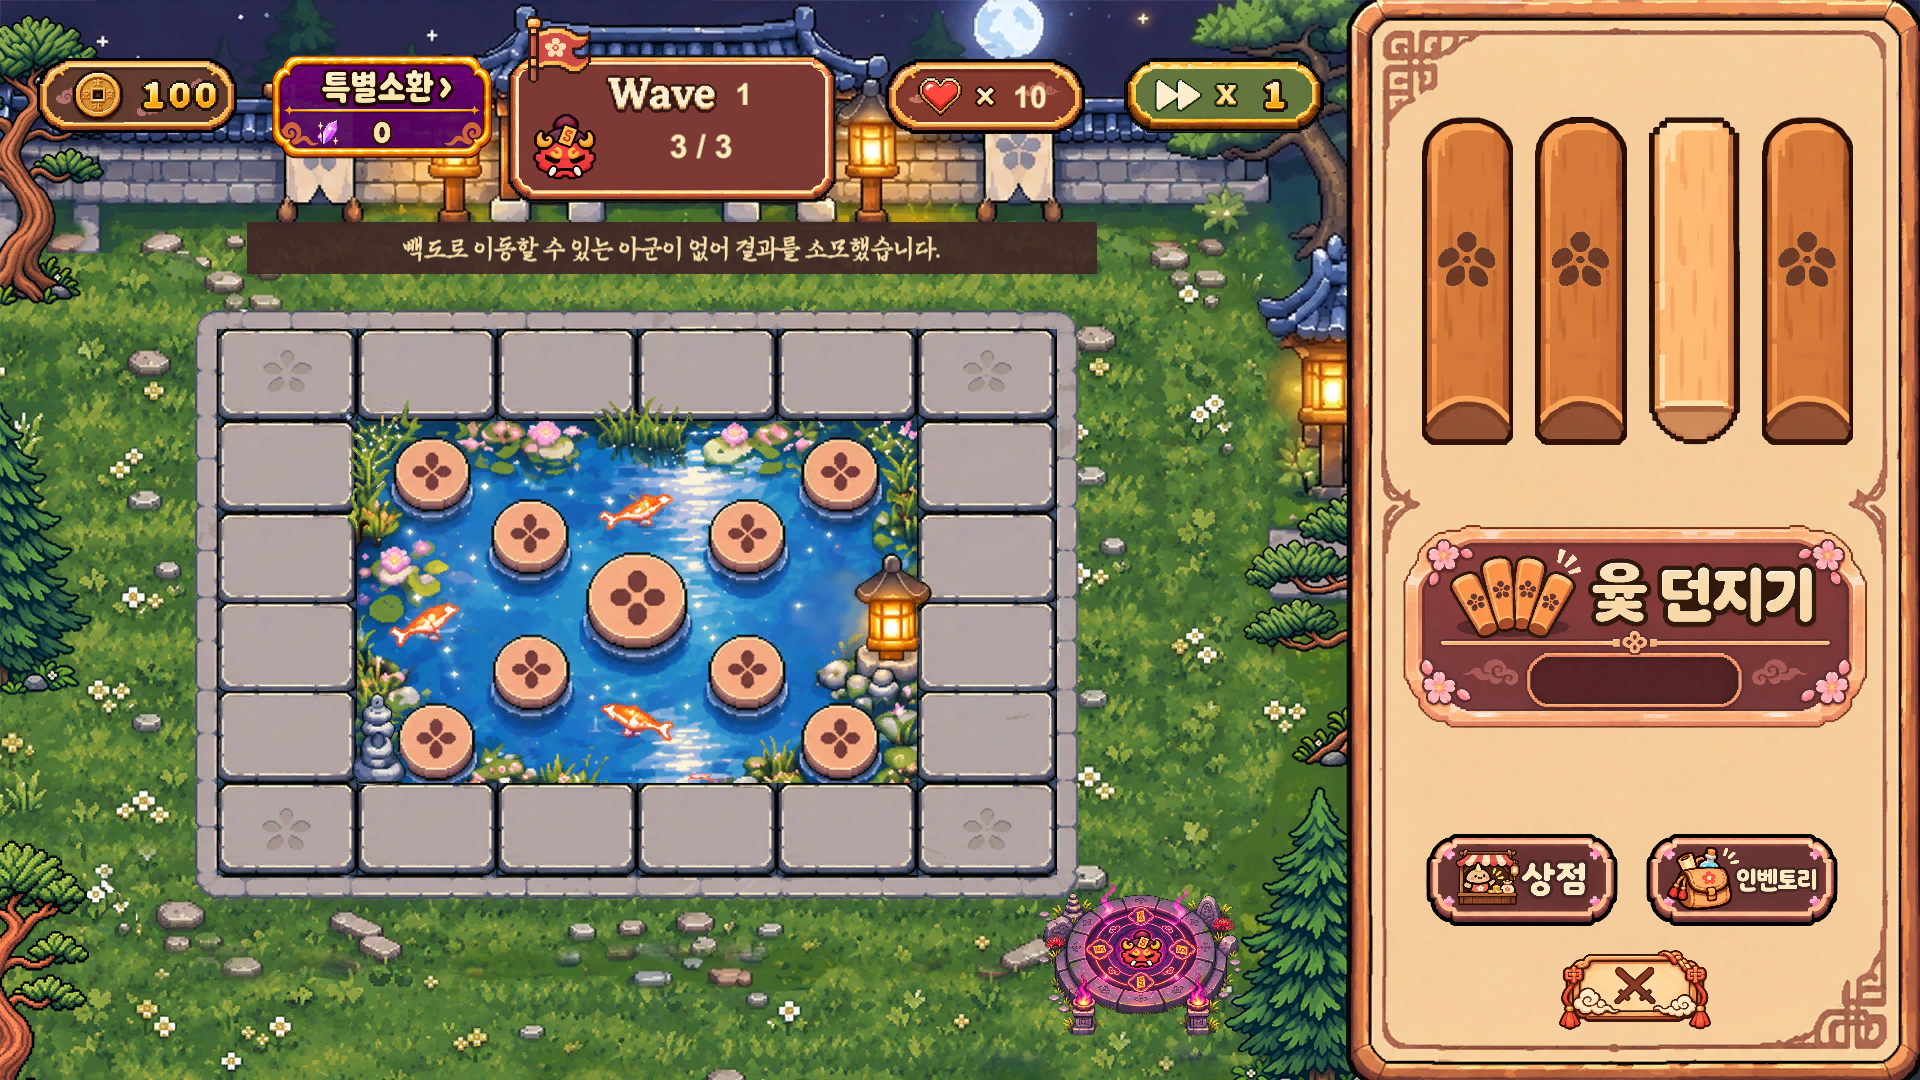 100
특별소환›
0
Wave 1
3 / 3
× 10
X 1
빽도로 이동할 수 있는 아군이 없어 결과를 소모했습니다.
윷 던지기
상점
인벤토리